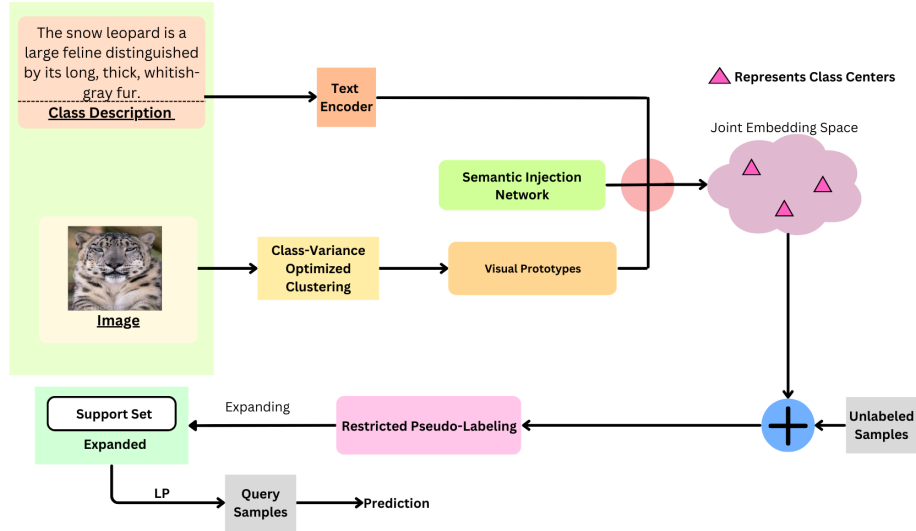 The snow leopard is a
large feline distinguished
by its long, thick, whitish-
gray fur.
Class Description
Text
Encoder
Represents Class Centers
Joint Embedding Space
Semantic Injection
Network
Class-Variance
Optimized
Clustering
Visual Prototypes
Image
Support Set
Expanded
Expanding
Restricted Pseudo-Labeling
Unlabeled
Samples
LP
Query
Samples
Prediction